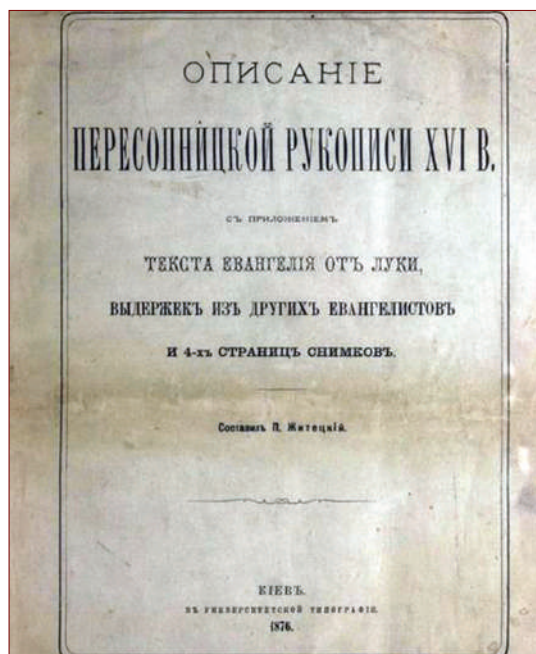 ОПИСАНІЕ
ПЕРЕСОПНИЦКОЙ РУКОПИСИ XVI В.
СЪ ПРИЛОЖЕНІЕМЪ
ТЕКСТА ЕВАНГЕЛІЯ ОТЪ ЛУКИ,
ВЫДЕРЖЕКЪ ИЗЪ ДРУГИХЪ ЕВАНГЕЛИСТОВЪ
И 4-хъ СТРАНИЦЪ СНИМКОВЪ.
Составилъ П. Житецкій.
КІЕВЪ.
ВЪ УНИВЕРСИТЕТСКОЙ ТИПОГРАФІИ.
1876.